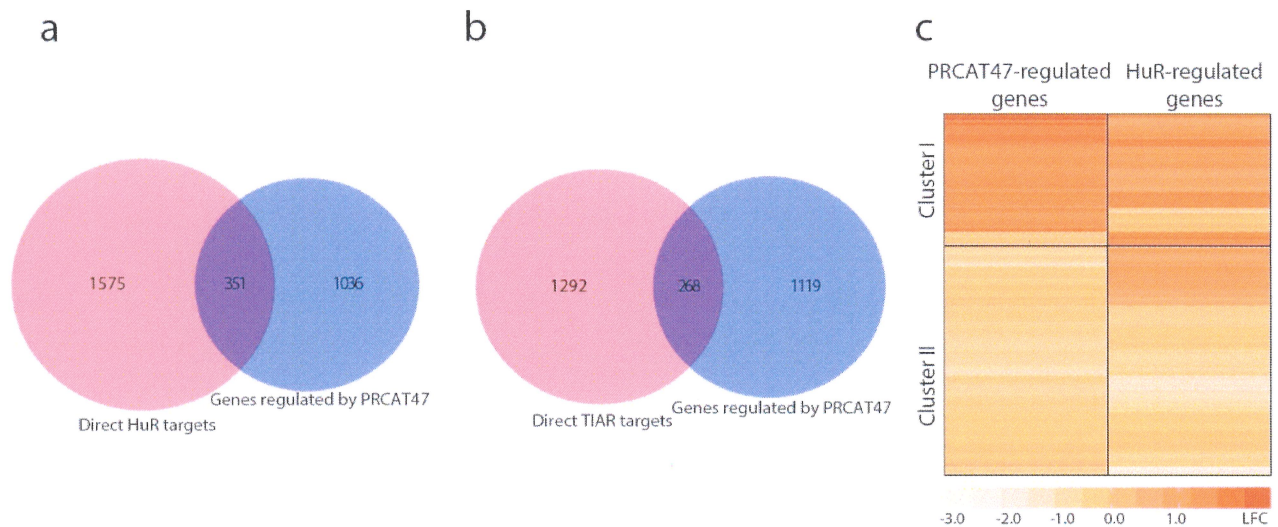 a
b
c
PRCAT47-regulated
genes
HuR-regulated
genes
Cluster I
Cluster II
1575
351
1036
Genes regulated by PRCAT47
Direct HuR targets
1292
268
1119
Genes regulated by PRCAT47
Direct TIAR targets
-3.0 -2.0 -1.0 0.0 1.0 LFC